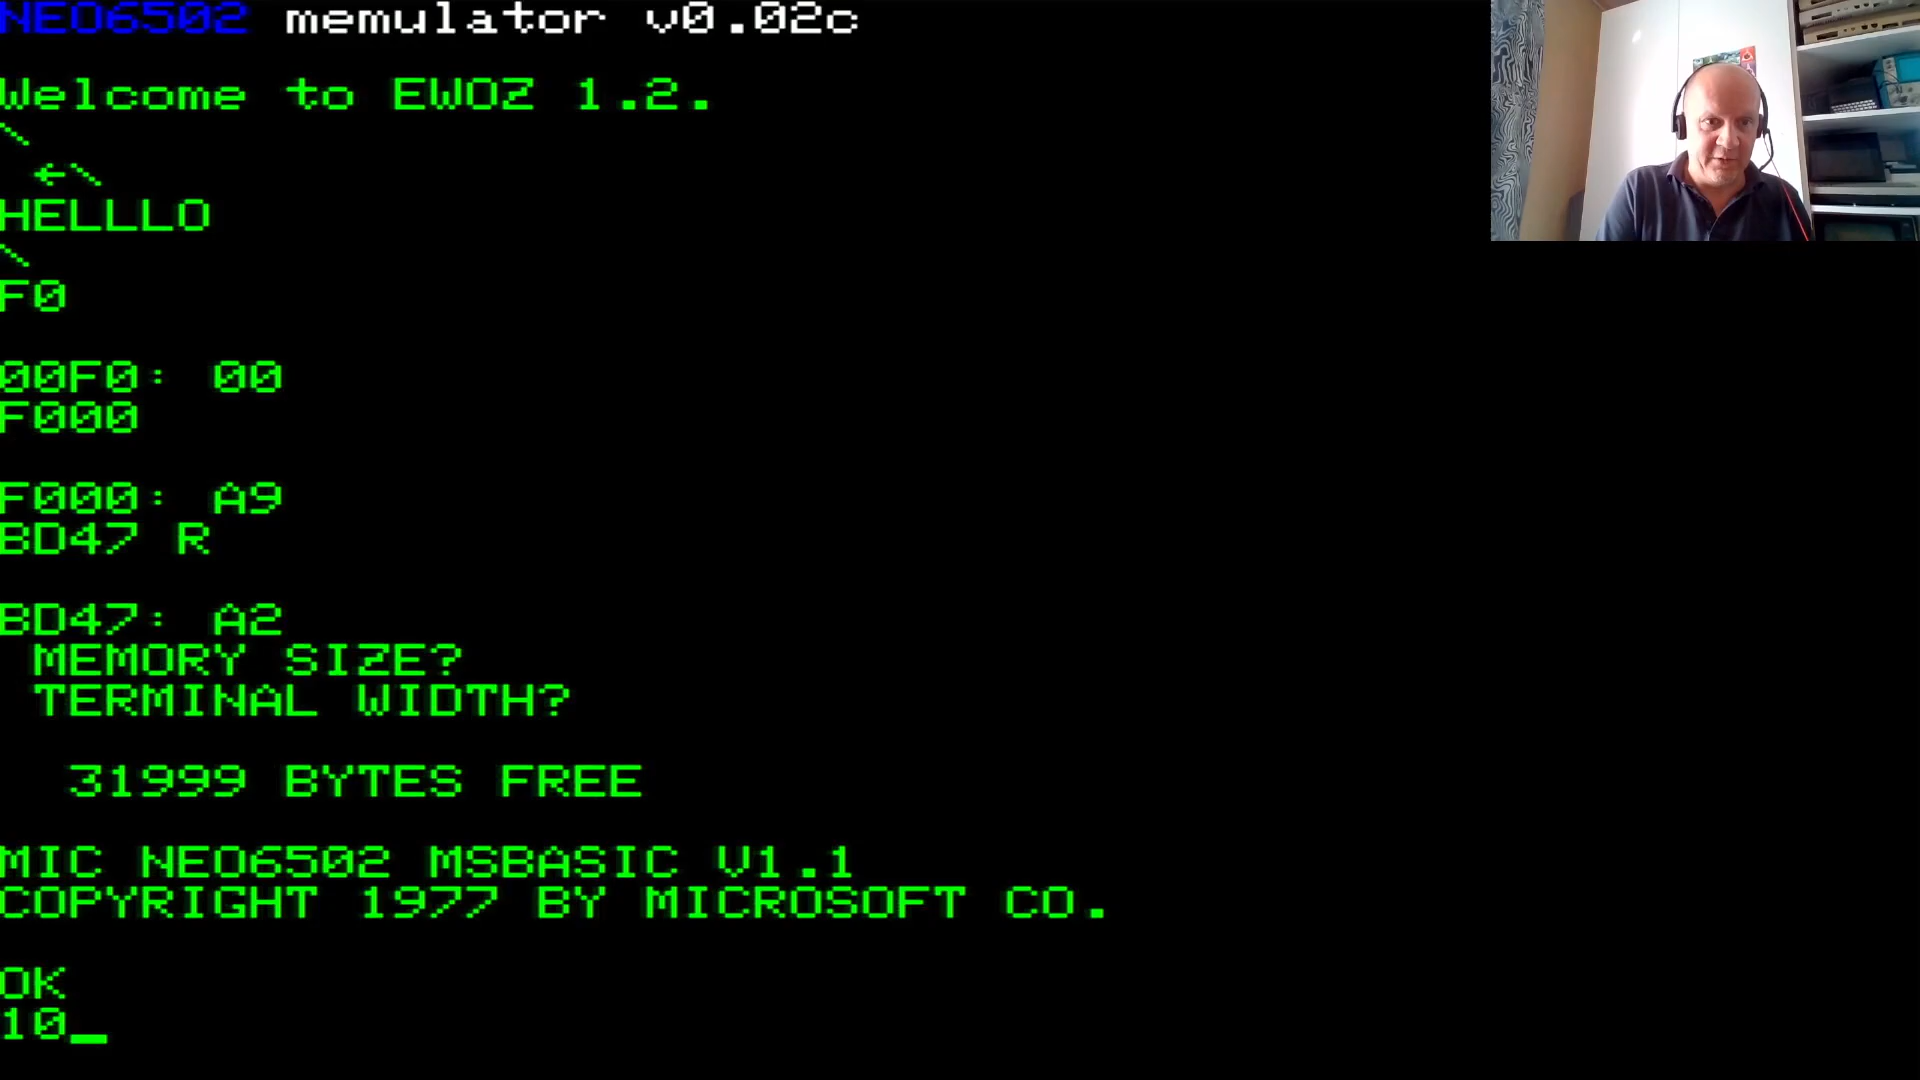 NEO6502 memulator v0.02c
Welcome to EWOZ 1.2.
\
←\
HELLLO
\
F0
00F0: 00
F000
F000: A9
BD47 R
BD47: A2
MEMORY SIZE?
TERMINAL WIDTH?
31999 BYTES FREE
MIC NEO6502 MSBASIC V1.1
COPYRIGHT 1977 BY MICROSOFT CO.
OK
10_